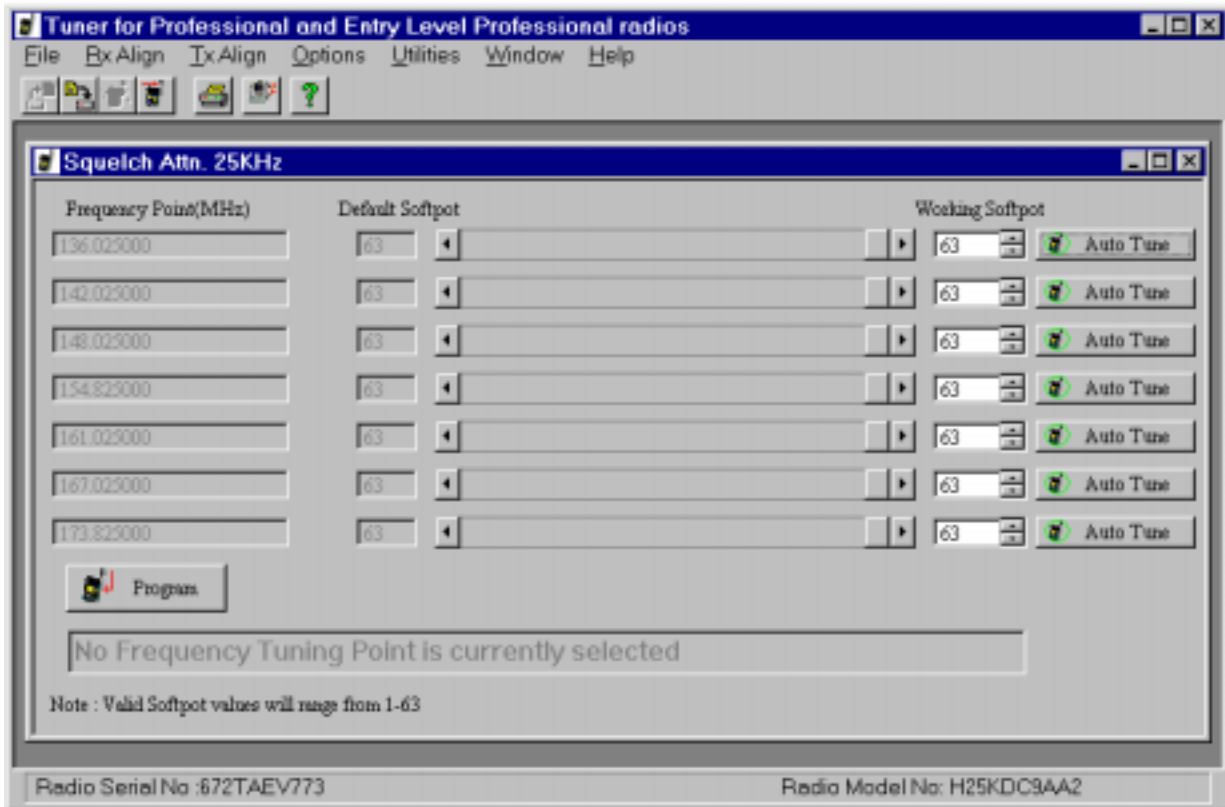 Tuner for Professional and Entry Level Professional radios
File Rx Align Tx Align Options Utilities Window Help
Squelch Attn. 25KHz
Frequency Point(MHz) Default Softpot Working Softpot
136.025000 63 63 Auto Tune
142.025000 63 63 Auto Tune
148.025000 63 63 Auto Tune
154.825000 63 63 Auto Tune
161.025000 63 63 Auto Tune
167.025000 63 63 Auto Tune
173.825000 63 63 Auto Tune
Program
No Frequency Tuning Point is currently selected
Note : Valid Softpot values will range from 1-63
Radio Serial No :672TAEV773 Radio Model No: H25KDC9AA2